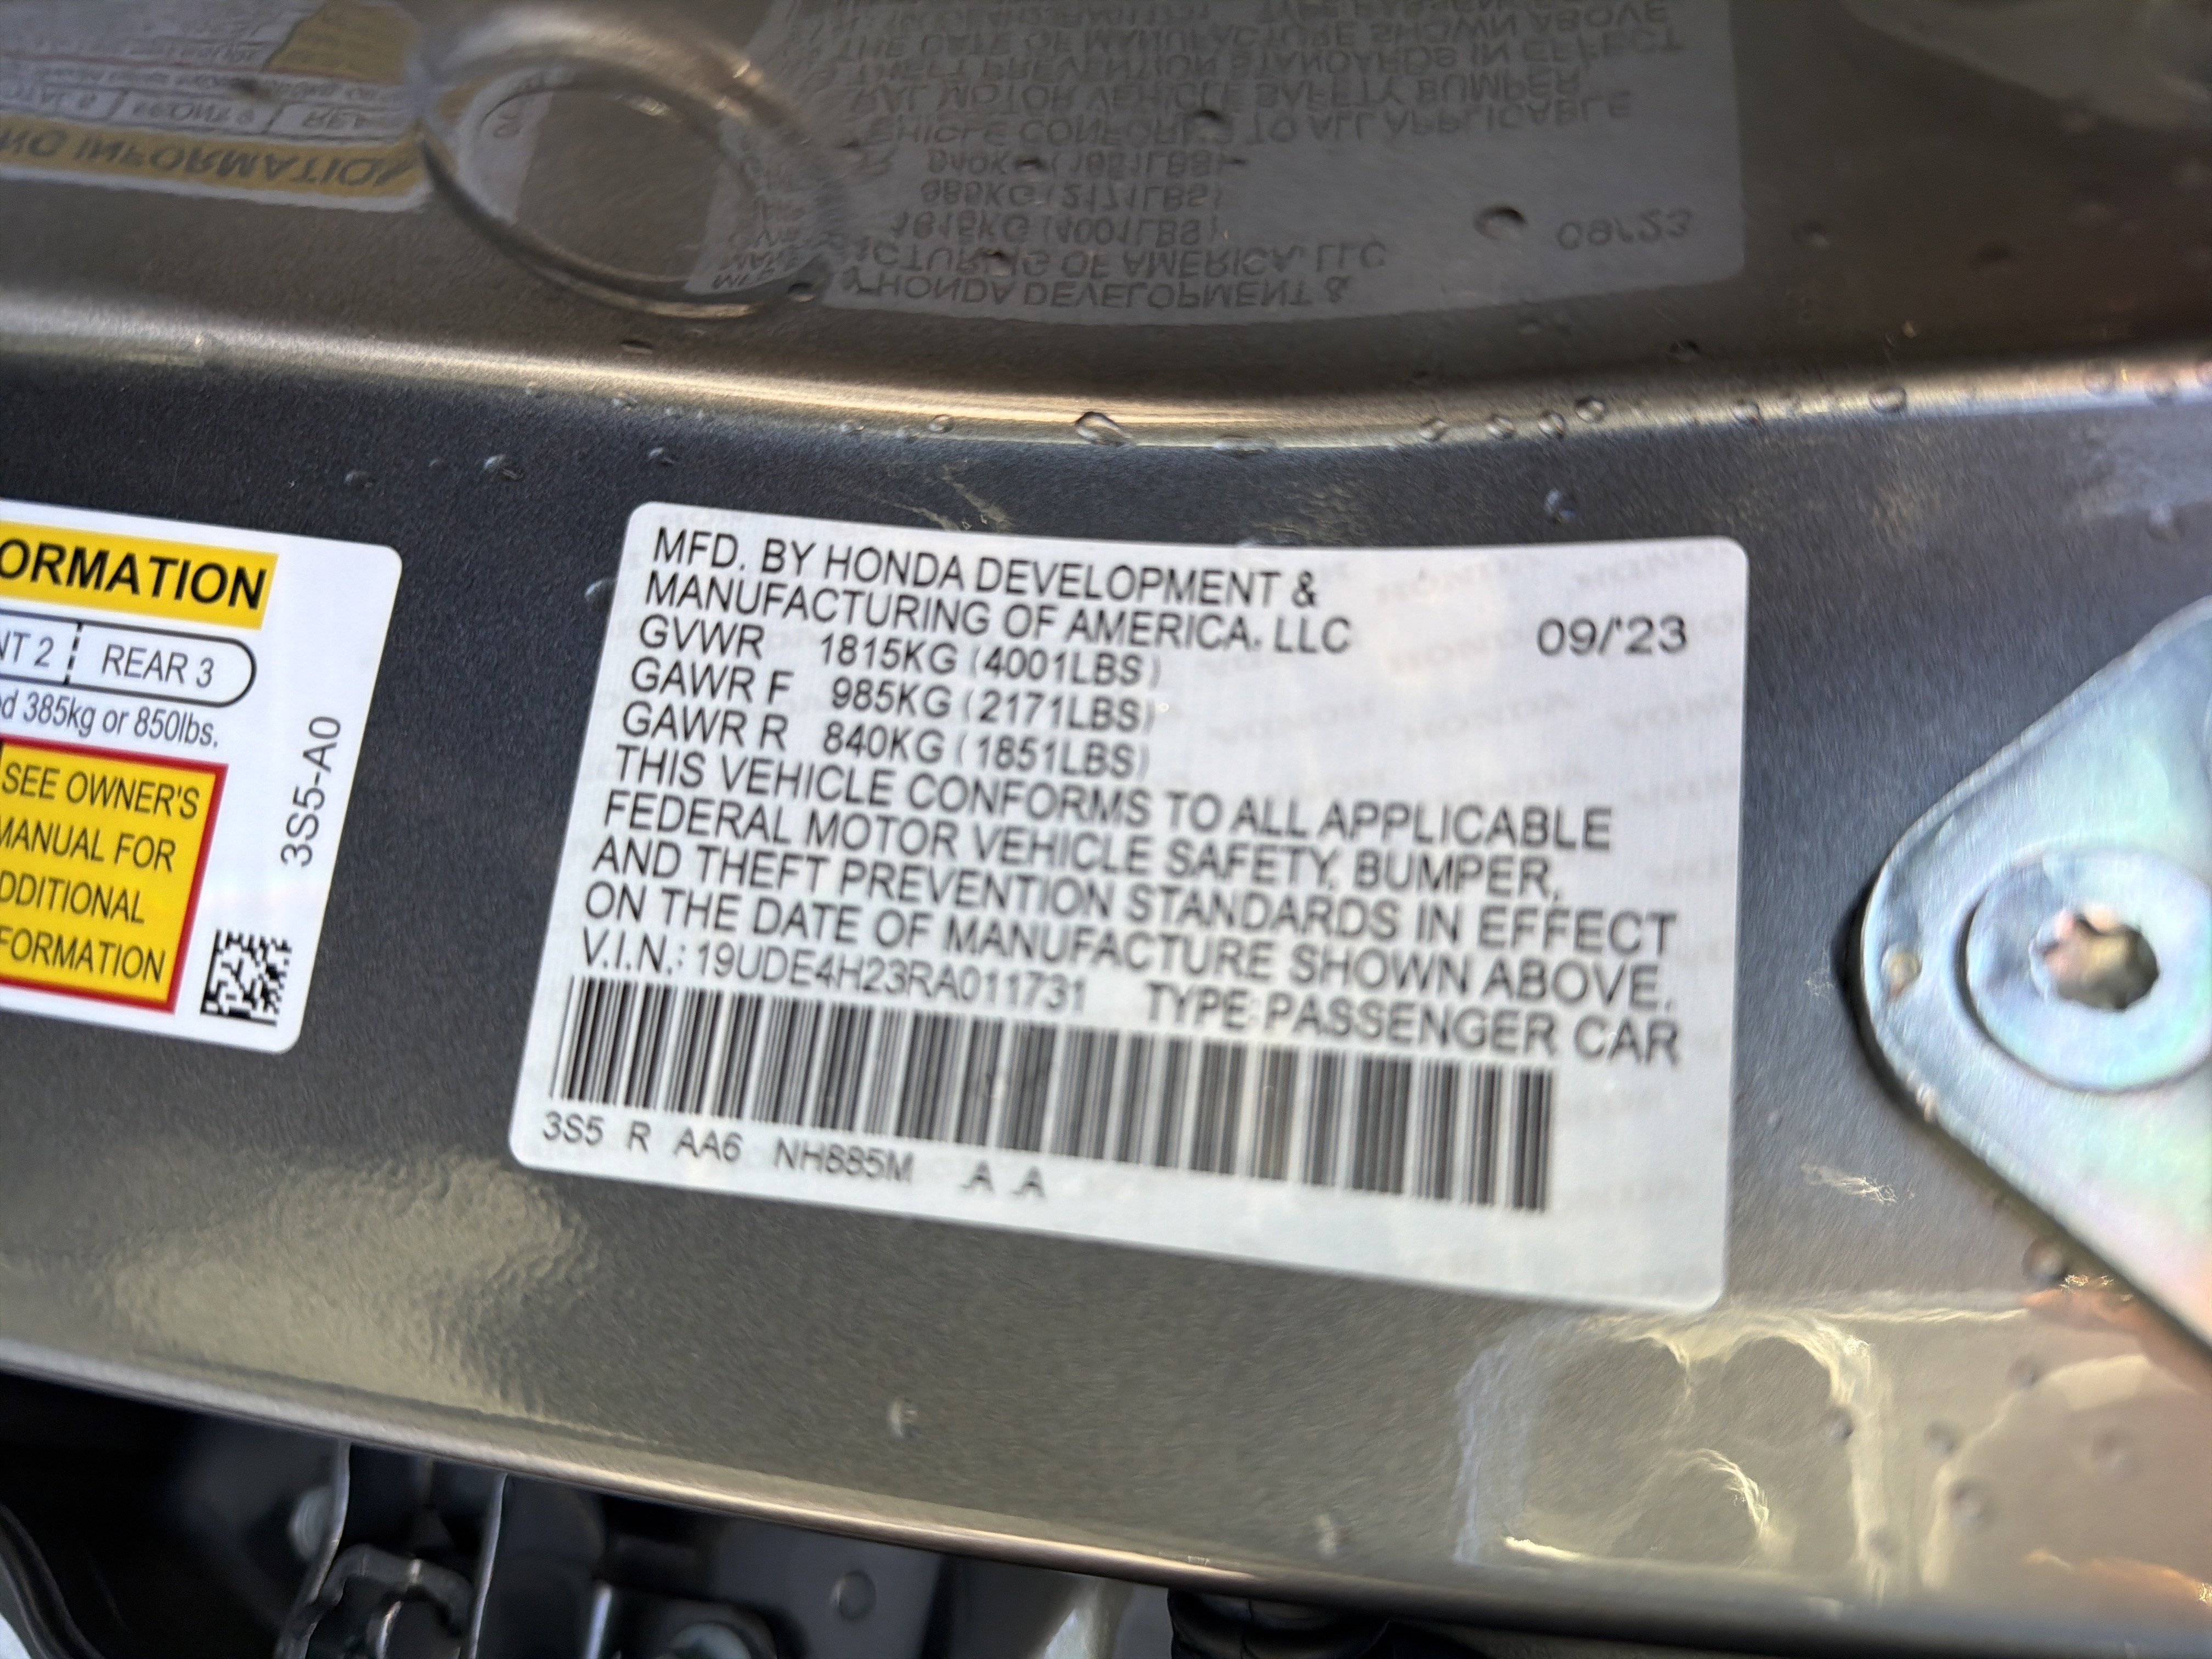 ORMATION
NT 2 REAR 3
d 385kg or 850lbs.
SEE OWNER'S
MANUAL FOR
DDITIONAL
FORMATION
3S5-A0
MFD. BY HONDA DEVELOPMENT &
MANUFACTURING OF AMERICA, LLC 09/'23
GVWR 1815KG (4001LBS)
GAWR F 985KG (2171LBS)
GAWR R 840KG (1851LBS)
THIS VEHICLE CONFORMS TO ALL APPLICABLE
FEDERAL MOTOR VEHICLE SAFETY, BUMPER,
AND THEFT PREVENTION STANDARDS IN EFFECT
ON THE DATE OF MANUFACTURE SHOWN ABOVE.
V.I.N.: 19UDE4H23RA011731 TYPE: PASSENGER CAR
3S5 R AA6 NH885M A A